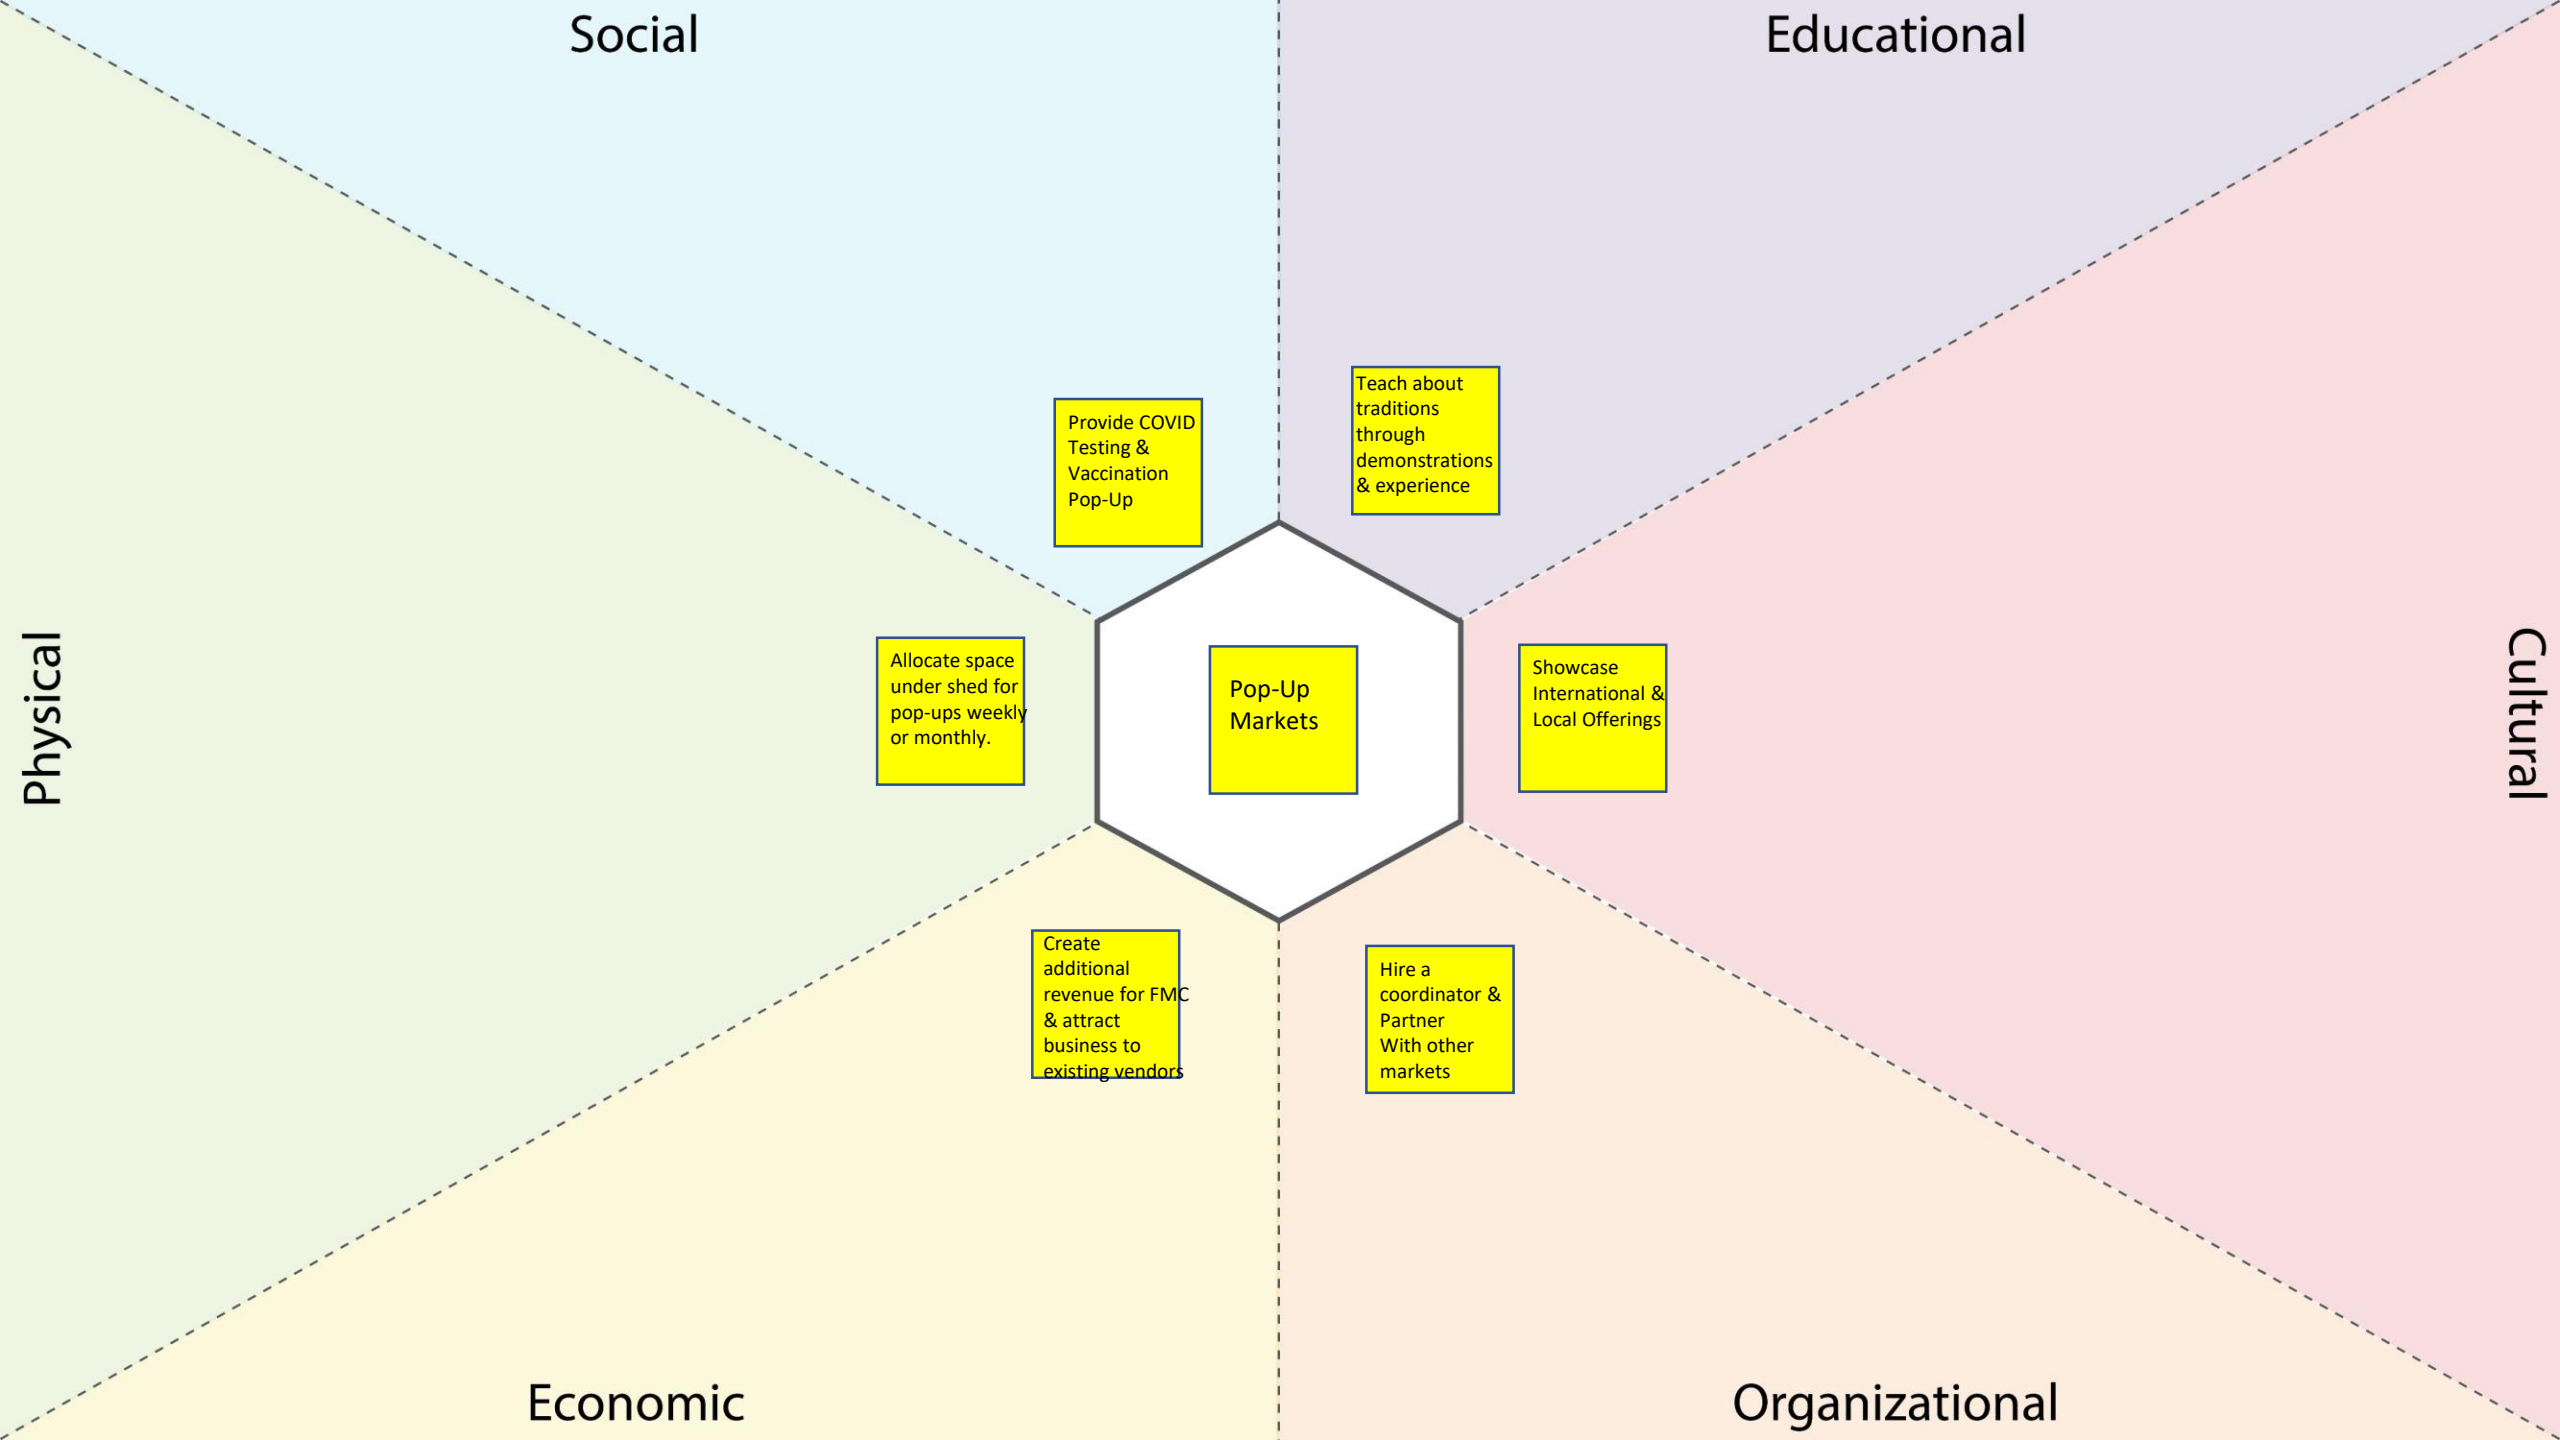 Social
Educational
Provide COVID
Testing &
Vaccination
Pop-Up
Teach about
traditions
through
demonstrations
& experience
Physical
Allocate space
under shed for
pop-ups weekly
or monthly.
Pop-Up
Markets
Showcase
International &
Local Offerings
Cultural
Create
additional
revenue for FMC
& attract
business to
existing vendors
Hire a
coordinator &
Partner
With other
markets
Economic
Organizational